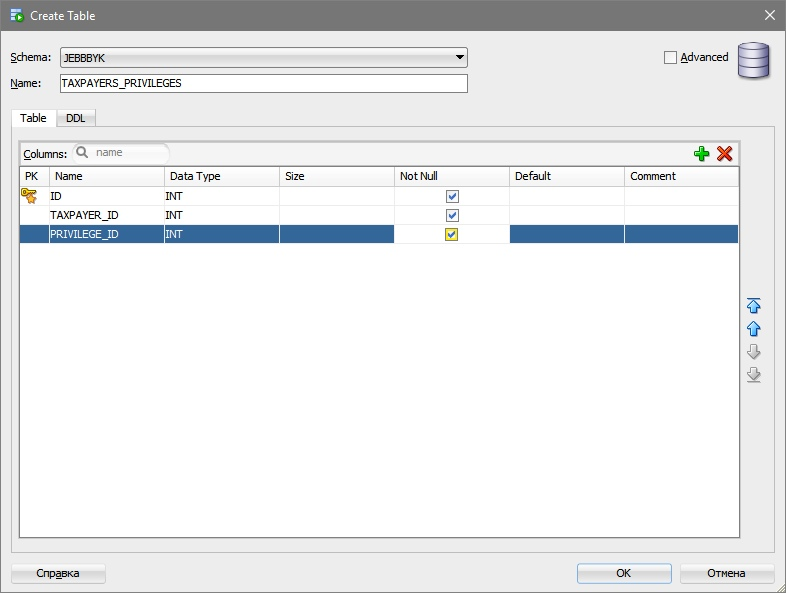 Create Table
Schema: JEBBBYK Advanced
Name: TAXPAYERS_PRIVILEGES
Table DDL
Columns: name
PK Name Data Type Size Not Null Default Comment
ID INT
TAXPAYER_ID INT
PRIVILEGE_ID INT
Справка OK Отмена